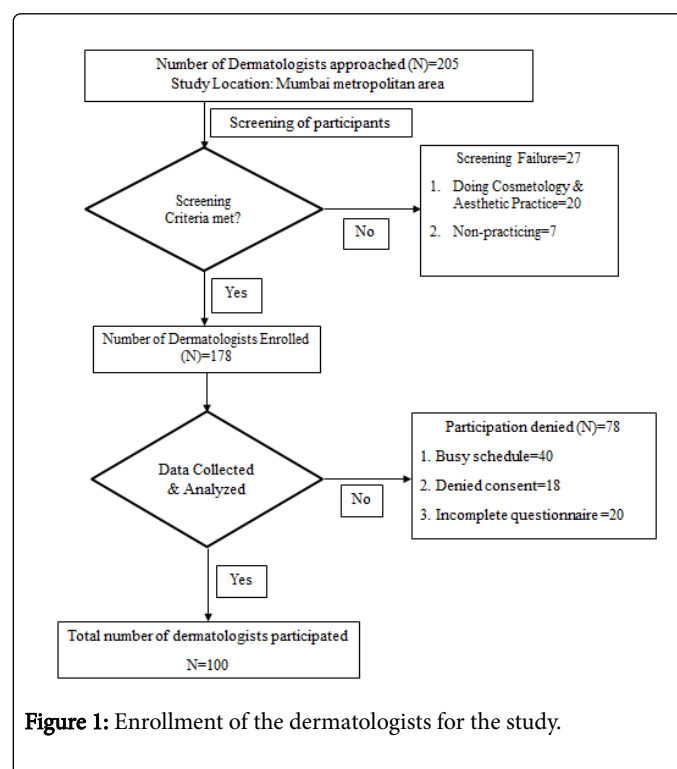 Number of Dermatologists approached (N)=205
Study Location: Mumbai metropolitan area
Screening of participants
Screening
Criteria met?
No
Screening Failure=27
1. Doing Cosmetology &
Aesthetic Practice=20
2. Non-practicing=7
Yes
Number of Dermatologists Enrolled
(N)=178
Data Collected
& Analyzed
No
Participation denied (N)=78
1. Busy schedule=40
2. Denied consent=18
3. Incomplete questionnaire =20
Yes
Total number of dermatologists participated
N=100
Figure 1: Enrollment of the dermatologists for the study.